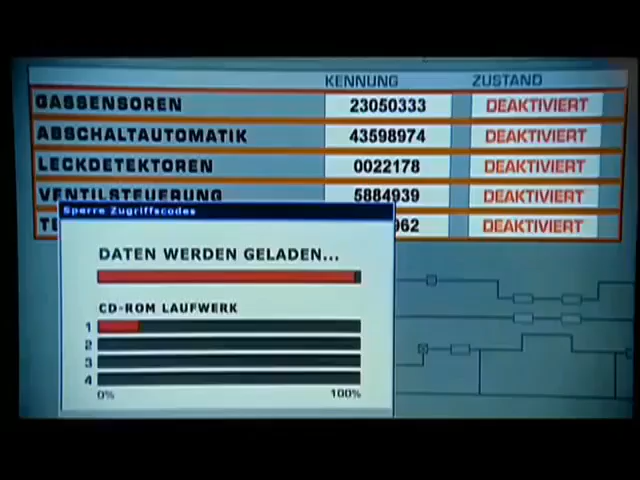 KENNUNG ZUSTAND
GASSENSOREN 23050333 DEAKTIVIERT
ABSCHALTAUTOMATIK 43598974 DEAKTIVIERT
LECKDETEKTOREN 0022178 DEAKTIVIERT
VENTILSTEUERUNG 5884939 DEAKTIVIERT
962 DEAKTIVIERT
Sperre Zugriffscodes
DATEN WERDEN GELADEN...
CD-ROM LAUFWERK
1
2
3
4
0% 100%